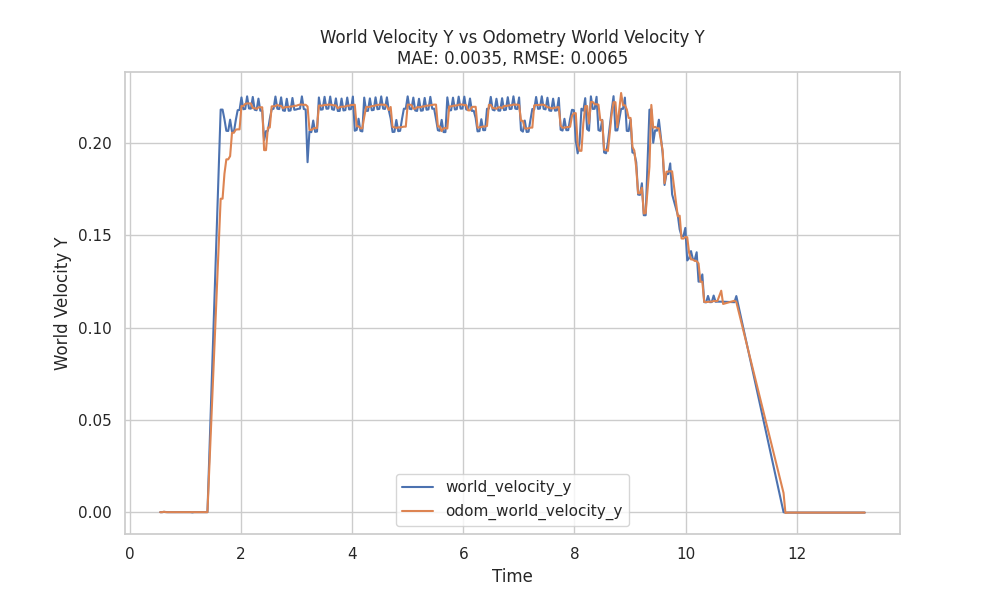 World Velocity Y vs Odometry World Velocity Y
MAE: 0.0035, RMSE: 0.0065
World Velocity Y
0.20
0.15
0.10
0.05
0.00
world_velocity_y
odom_world_velocity_y
0 2 4 6 8 10 12
Time